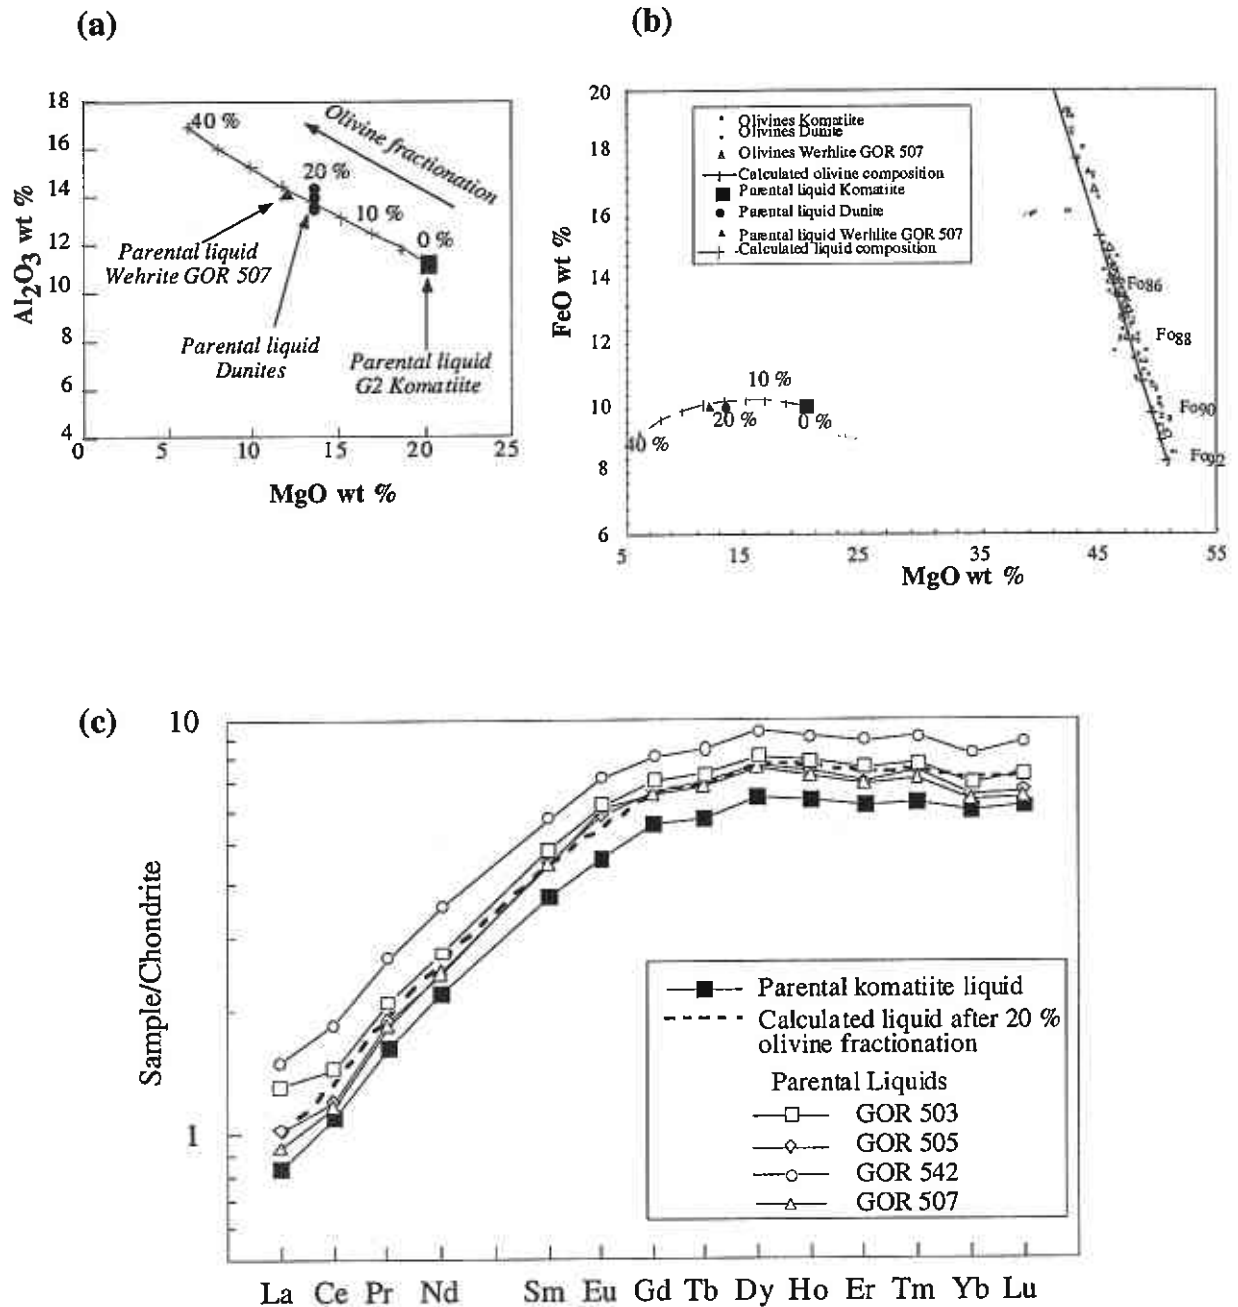 (a)
18
16
14
12
10
8
6
4
0
5
10
15
20
25
Al2O3 wt %
MgO wt %
40 %
20 %
10 %
0 %
Olivine fractionation
Parental liquid
Wehrite GOR 507
Parental liquid
Dunites
Parental liquid
G2 Komatiite
(b)
20
18
16
14
12
10
8
6
5
15
25
35
45
55
FeO wt %
MgO wt %
Olivines Komatiite
Olivines Dunite
Olivines Werhlite GOR 507
Calculated olivine composition
Parental liquid Komatiite
Parental liquid Dunite
Parental liquid Werhlite GOR 507
Calculated liquid composition
Fo86
Fo88
Fo90
Fo92
10 %
20 %
0 %
40 %
(c)
10
1
Sample/Chondrite
Parental komatiite liquid
Calculated liquid after 20 %
olivine fractionation
Parental Liquids
GOR 503
GOR 505
GOR 542
GOR 507
La Ce Pr Nd Sm Eu Gd Tb Dy Ho Er Tm Yb Lu